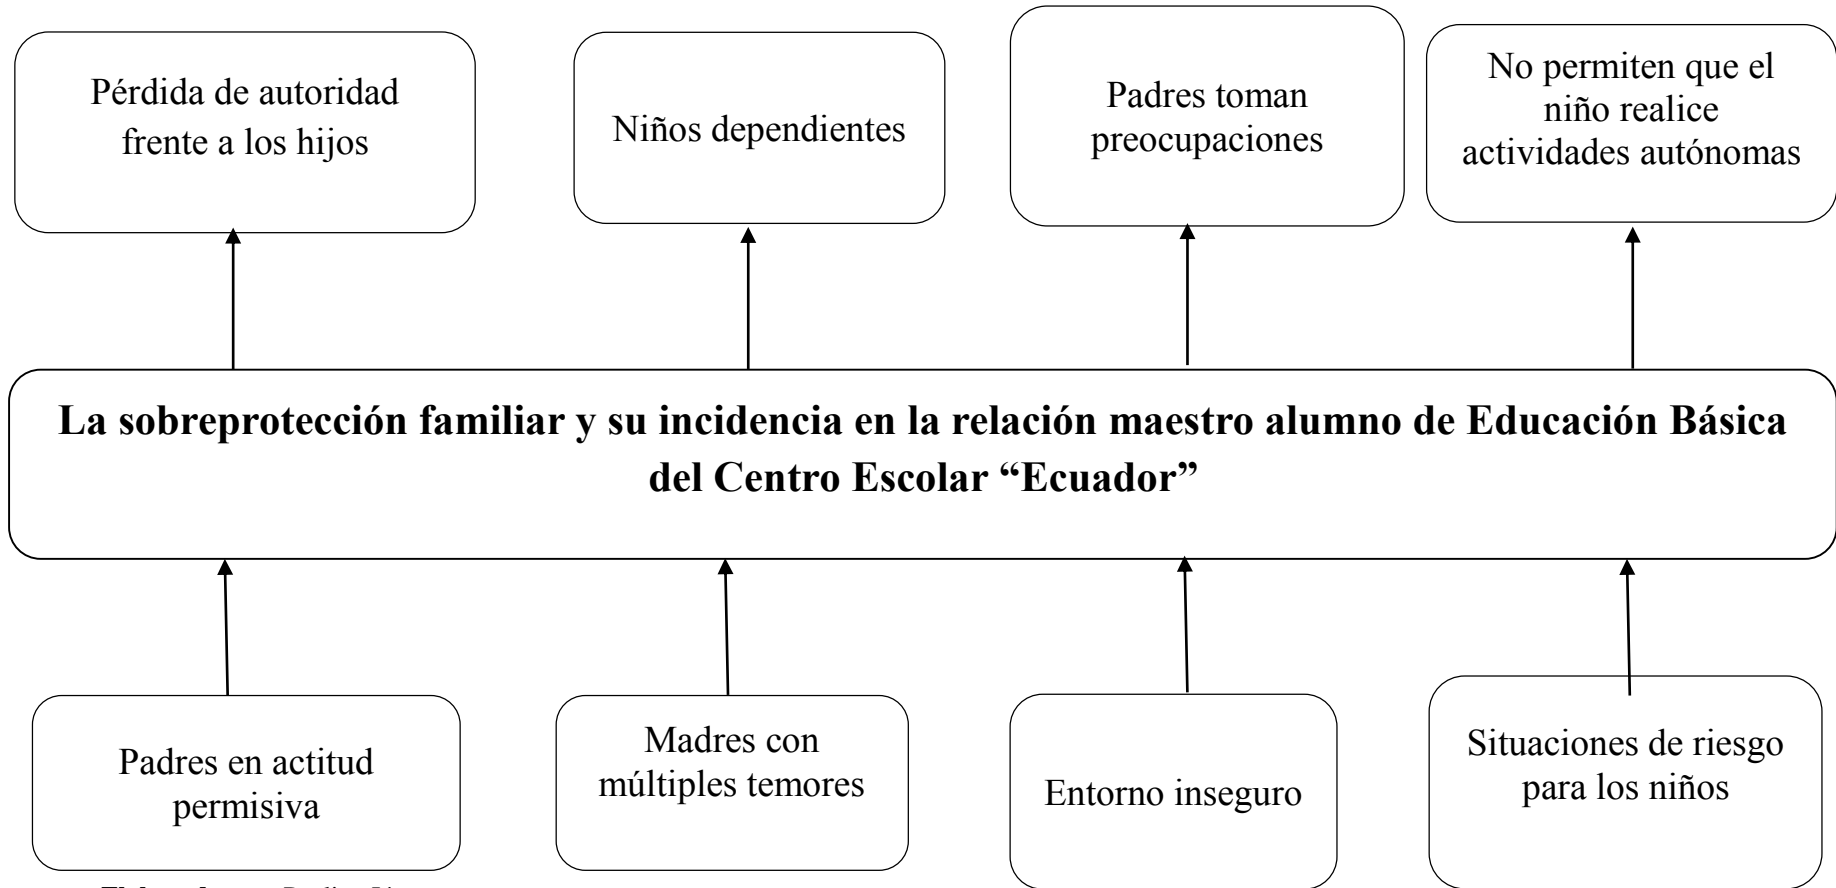 Pérdida de autoridad
frente a los hijos
Niños dependientes
Padres toman
preocupaciones
No permiten que el
niño realice
actividades autónomas
La sobreprotección familiar y su incidencia en la relación maestro alumno de Educación Básica
del Centro Escolar “Ecuador”
Padres en actitud
permisiva
Madres con
múltiples temores
Entorno inseguro
Situaciones de riesgo
para los niños